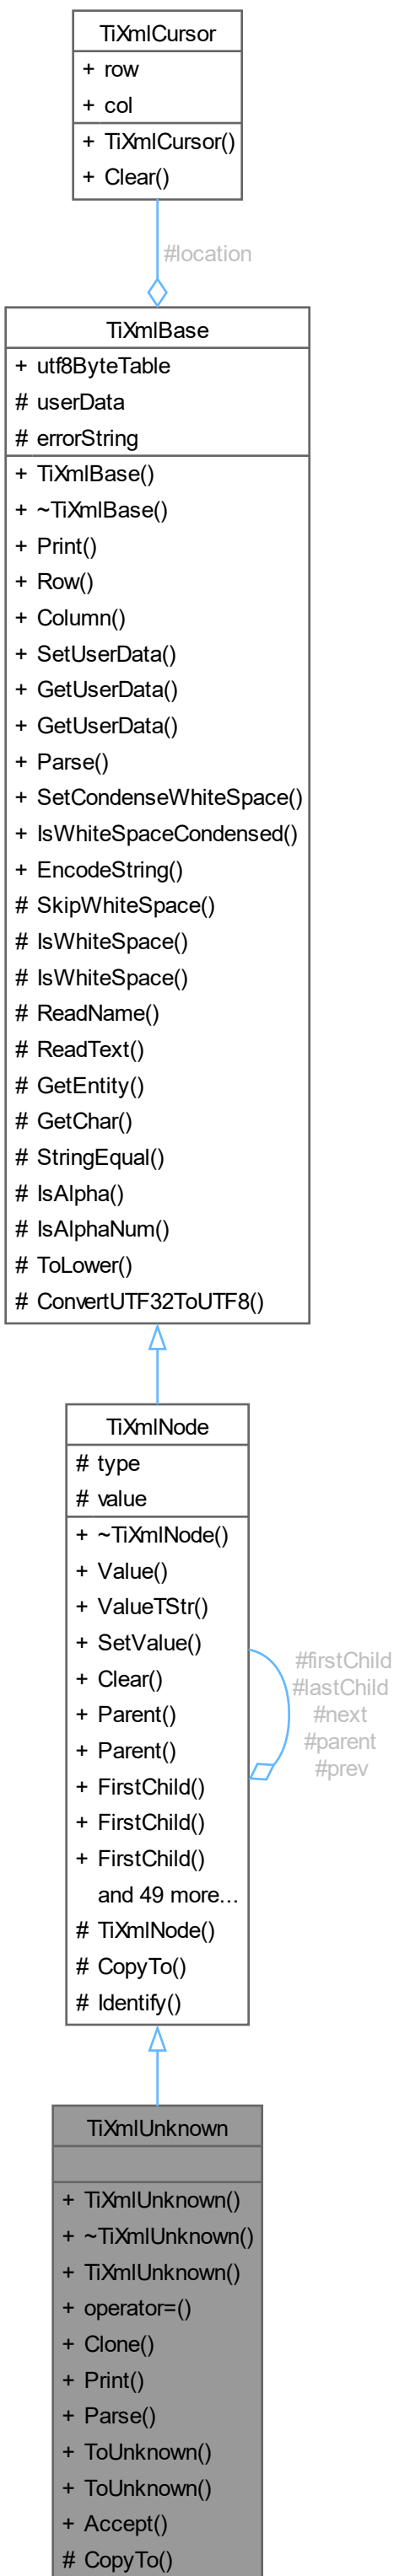 TiXmlCursor
+ row
+ col
+ TiXmlCursor()
+ Clear()
#location
TiXmlBase
+ utf8ByteTable
# userData
# errorString
+ TiXmlBase()
+ ~TiXmlBase()
+ Print()
+ Row()
+ Column()
+ SetUserData()
+ GetUserData()
+ GetUserData()
+ Parse()
+ SetCondenseWhiteSpace()
+ IsWhiteSpaceCondensed()
+ EncodeString()
# SkipWhiteSpace()
# IsWhiteSpace()
# IsWhiteSpace()
# ReadName()
# ReadText()
# GetEntity()
# GetChar()
# StringEqual()
# IsAlpha()
# IsAlphaNum()
# ToLower()
# ConvertUTF32ToUTF8()
TiXmlNode
# type
# value
+ ~TiXmlNode()
+ Value()
+ ValueTStr()
+ SetValue()
+ Clear()
+ Parent()
+ Parent()
+ FirstChild()
+ FirstChild()
+ FirstChild()
and 49 more...
# TiXmlNode()
# CopyTo()
# Identify()
#firstChild
#lastChild
#next
#parent
#prev
TiXmlUnknown
+ TiXmlUnknown()
+ ~TiXmlUnknown()
+ TiXmlUnknown()
+ operator=()
+ Clone()
+ Print()
+ Parse()
+ ToUnknown()
+ ToUnknown()
+ Accept()
# CopyTo()